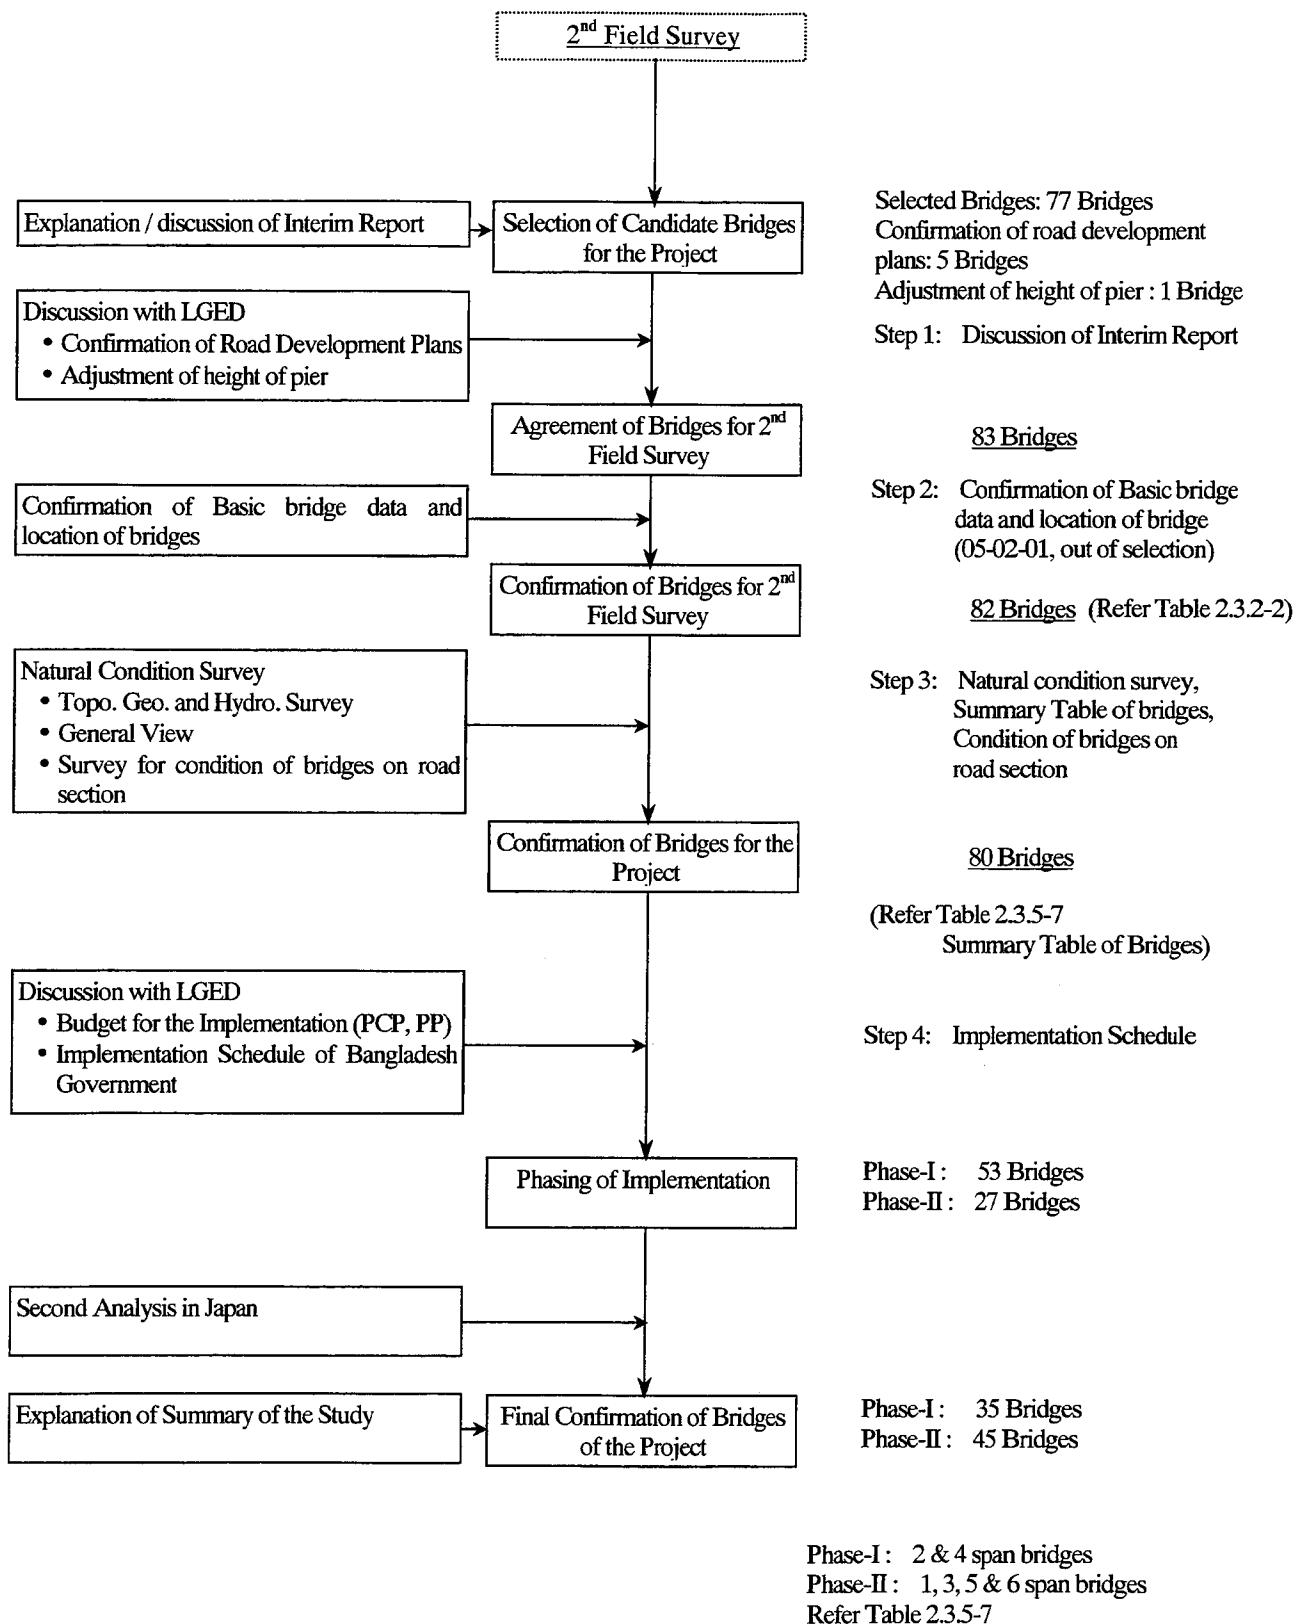 2nd Field Survey
Explanation / discussion of Interim Report
Selection of Candidate Bridges
for the Project
Selected Bridges: 77 Bridges
Confirmation of road development
plans: 5 Bridges
Adjustment of height of pier : 1 Bridge
Discussion with LGED
• Confirmation of Road Development Plans
• Adjustment of height of pier
Step 1: Discussion of Interim Report
Agreement of Bridges for 2nd
Field Survey
83 Bridges
Confirmation of Basic bridge data and
location of bridges
Step 2: Confirmation of Basic bridge
data and location of bridge
(05-02-01, out of selection)
Confirmation of Bridges for 2nd
Field Survey
82 Bridges (Refer Table 2.3.2-2)
Natural Condition Survey
• Topo. Geo. and Hydro. Survey
• General View
• Survey for condition of bridges on road
section
Step 3: Natural condition survey,
Summary Table of bridges,
Condition of bridges on
road section
Confirmation of Bridges for the
Project
80 Bridges
(Refer Table 2.3.5-7
Summary Table of Bridges)
Discussion with LGED
• Budget for the Implementation (PCP, PP)
• Implementation Schedule of Bangladesh
Government
Step 4: Implementation Schedule
Phasing of Implementation
Phase-I : 53 Bridges
Phase-II : 27 Bridges
Second Analysis in Japan
Explanation of Summary of the Study
Final Confirmation of Bridges
of the Project
Phase-I : 35 Bridges
Phase-II : 45 Bridges
Phase-I : 2 & 4 span bridges
Phase-II : 1, 3, 5 & 6 span bridges
Refer Table 2.3.5-7